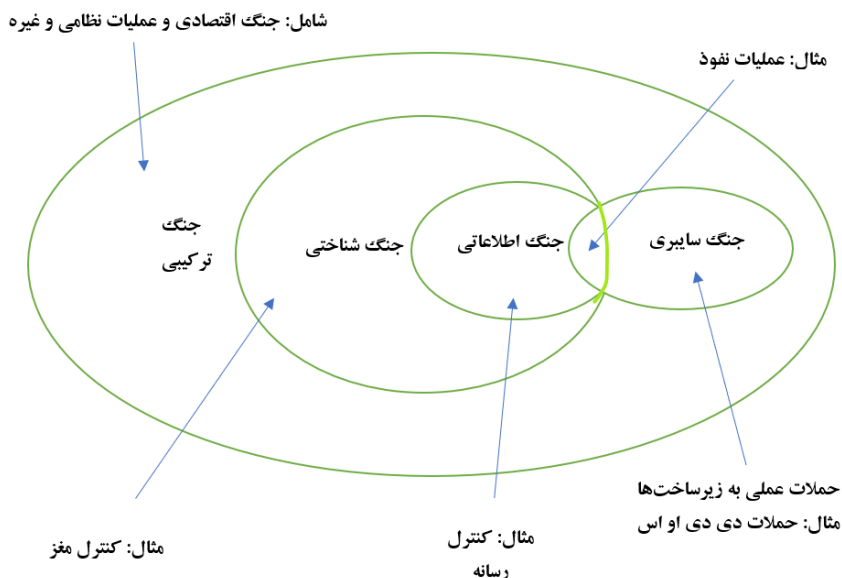 شامل: جنگ اقتصادی و عملیات نظامی و غیره
مثال: عملیات نفوذ
جنگ
ترکیبی
جنگ شناختی
جنگ اطلاعاتی
جنگ سایبری
حملات عملی به زیرساخت‌ها
مثال: حملات دی دی او اس
مثال: کنترل
رسانه
مثال: کنترل مغز